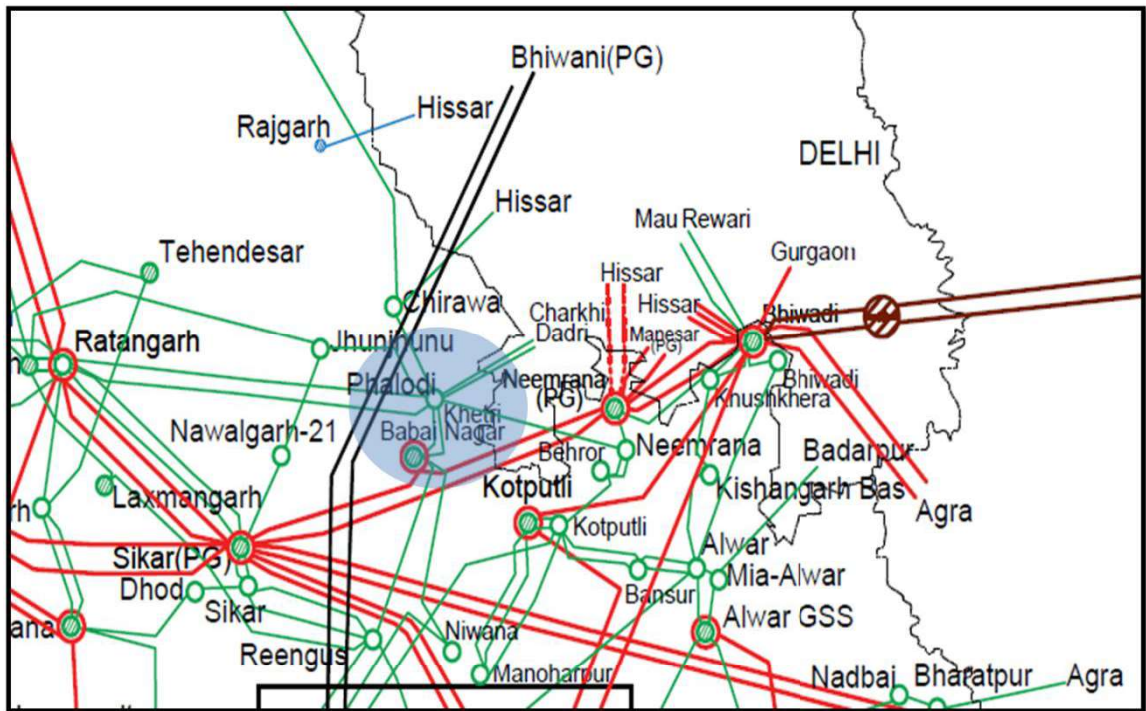 Bhiwani(PG)
Hissar
Rajgarh
DELHI
Hissar
Mau Rewari
Gurgaon
Tehendesar
Hissar
Chirawa
Charkhi
Dadri
Hissar
Bhiwadi
Manesar
(PG)
Ratangarh
Jhunjhunu
Phalodi
Neemrana
(PG)
Bhiwadi
Khushkhera
Khetri
Nagar
Babai
Nawalgarh-21
Behror
Neemrana
Badarpur
Laxmangarh
Kotputli
Kishangarh Bas
Agra
rh
Kotputli
Sikar(PG)
Alwar
Dhod
Mia-Alwar
Sikar
Bansur
ana
Alwar GSS
Reengus
Niwana
Manoharpur
Nadbai
Bharatpur
Agra